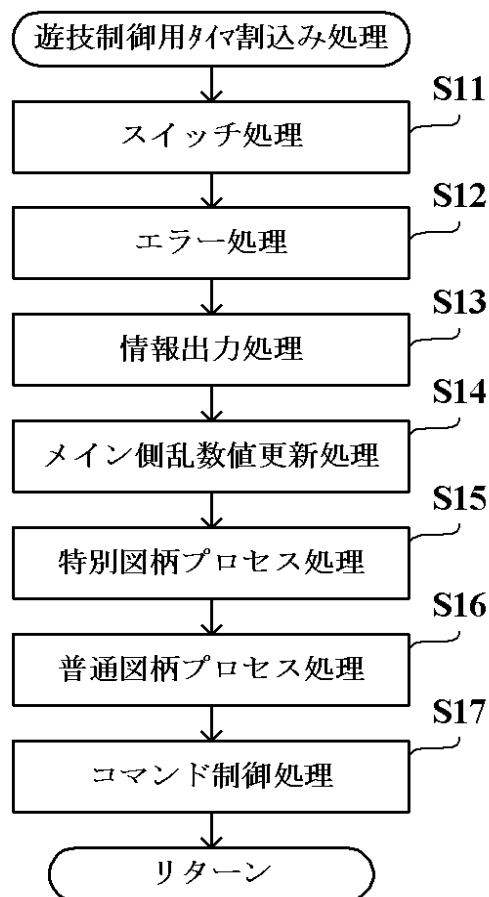 遊技制御用ﾀｲﾏ割込み処理
S11
スイッチ処理
S12
エラー処理
S13
情報出力処理
S14
メイン側乱数値更新処理
S15
特別図柄プロセス処理
S16
普通図柄プロセス処理
S17
コマンド制御処理
リターン